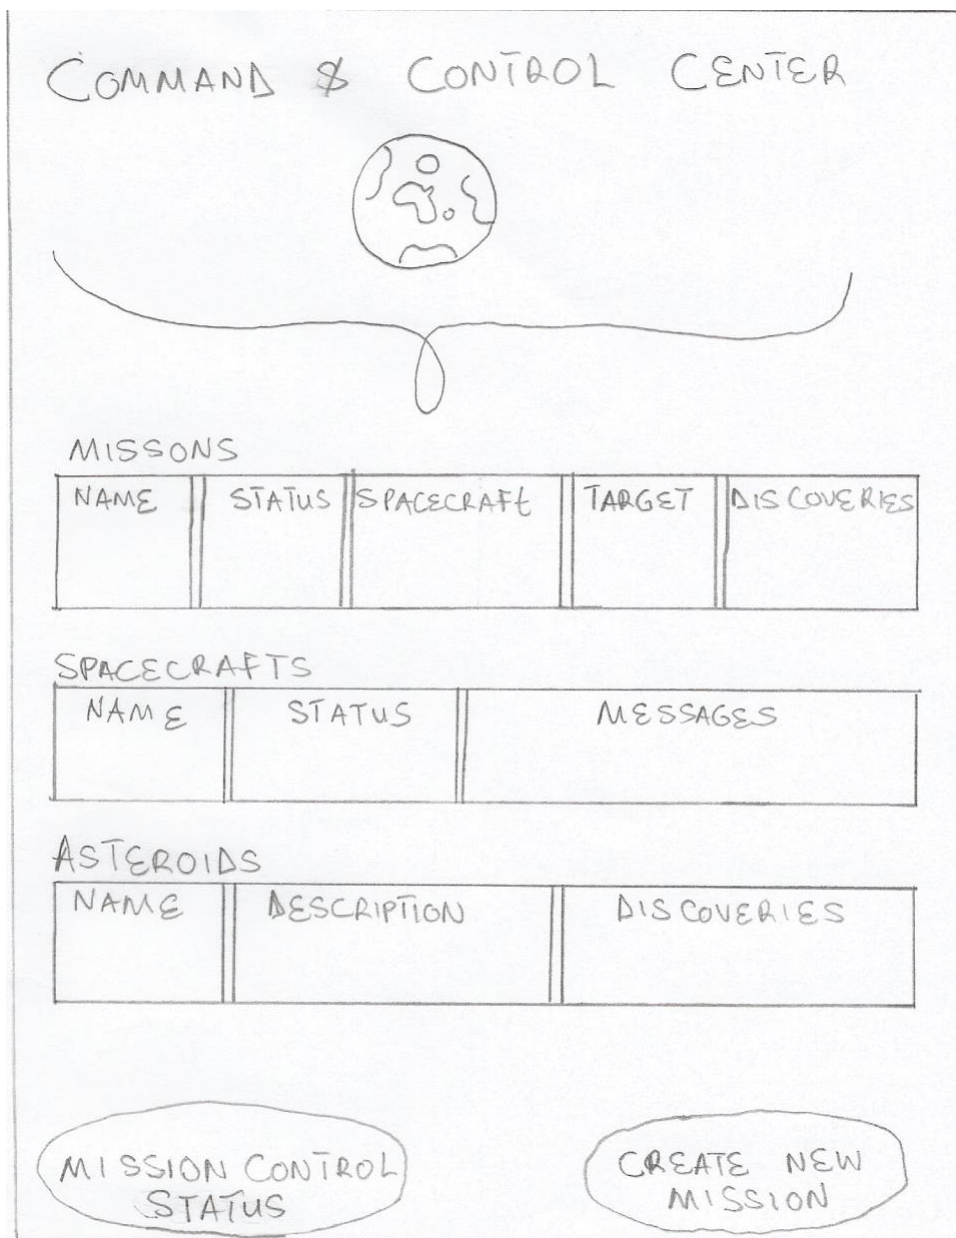 COMMAND & CONTROL CENTER
MISSONS
NAME STATUS SPACECRAFT TARGET DISCOVERIES
SPACECRAFTS
NAME STATUS MESSAGES
ASTEROIDS
NAME DESCRIPTION DISCOVERIES
MISSION CONTROL
STATUS
CREATE NEW
MISSION